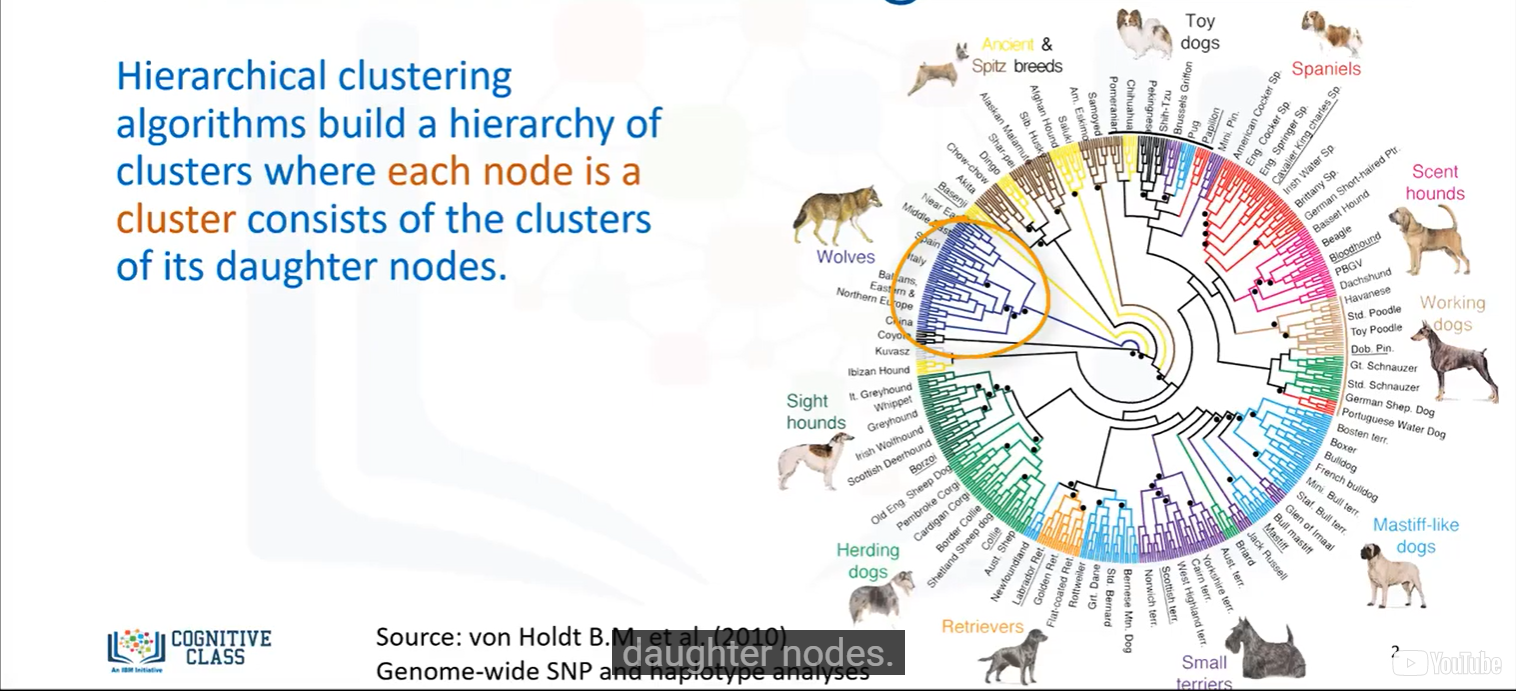 Hierarchical clustering
algorithms build a hierarchy of
clusters where each node is a
cluster consists of the clusters
of its daughter nodes.
Ancient &
Spitz breeds
Toy
dogs
Spaniels
Scent
hounds
Working
dogs
Mastiff-like
dogs
Small
terriers
Retrievers
Herding
dogs
Sight
hounds
Wolves
Kuvasz
Ibizan Hound
It. Greyhound
Whippet
Greyhound
Irish Wolfhound
Scottish Deerhound
Borzoi
Old Eng. Sheep Dog
Pembroke Corgi
Cardigan Corgi
Border Collie
Shetland Sheep dog
Collie
Aust. Shep
Newfoundland
Labrador Ret.
Golden Ret.
Flat-coated Ret.
Rottweiler
Grt. Dane
Std. Bernard
Bernese Mtn. Dog
Norwich terr.
Scottish terr.
West Highland terr.
Cairn terr.
Yorkshire terr.
Aust. terr.
Briard
Jack Russell
Mastiff
Bull mastiff
Glen of Imaal
Staf. Bull terr.
Mini. Bull terr.
French bulldog
Bulldog
Boxer
Bosten terr.
Portuguese Water Dog
German Shep. Dog
Std. Schnauzer
Gt. Schnauzer
Dob. Pin.
Toy Poodle
Std. Poodle
Havanese
Dachshund
PBGV
Bloodhound
Beagle
Basset Hound
German Short-haired Ptr.
Brittany Sp.
Irish Water Sp.
Cavalier King charles Sp.
Eng. Springer Sp.
Eng. Cocker Sp.
American Cocker Sp.
Mini. Pin.
Papillon
Pug
Brussels Griffon
Shih-Tzu
Pekingnese
Chihuahua
Pomeranian
Samoyed
Am. Eskimo
Saluki
Afghan Hound
Sib. Husky
Alaskan Malamute
Shar-pei
Dingo
Chow-chow
Akita
Basenji
Near East
Middle East
Spain
Italy
Balkans,
Eastern &
Northern Europe
China
Coyote
COGNITIVE
CLASS
An IBM Initiative
Source: von Holdt B.M. et al. (2010)
Genome-wide SNP and haplotype analyses
daughter nodes.
YouTube